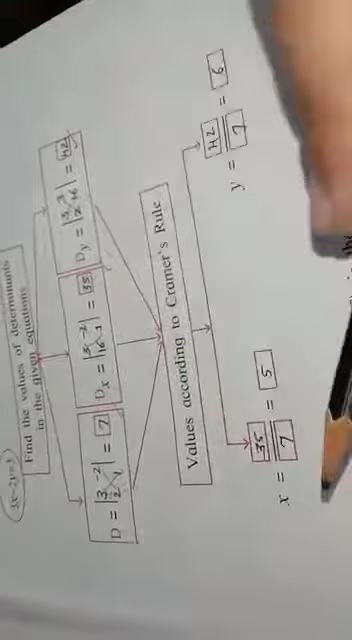 3x-2y=3
Find the values of determinants
in the given equations
D = |3 -2 2 1| = 7
Dx = |3 -2 16 1| = 35
Dy = |3 3 2 16| = 42
Values according to Cramer's Rule
x = 35/7 = 5
y = 42/7 = 6